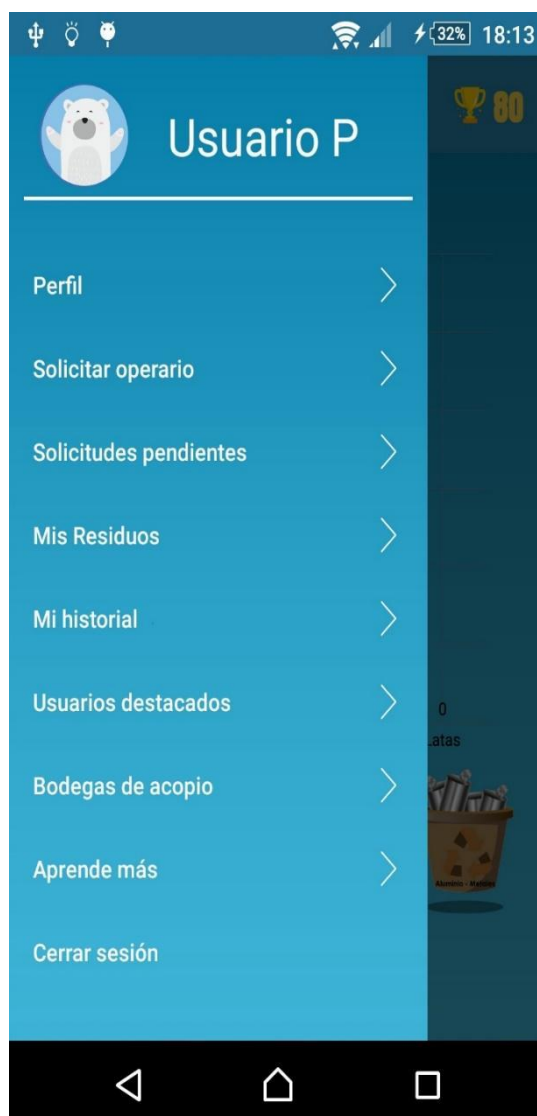 32% 18:13
Usuario P
80
Perfil
Solicitar operario
Solicitudes pendientes
Mis Residuos
Mi historial
Usuarios destacados
0
atas
Bodegas de acopio
Aprende más
Cerrar sesión